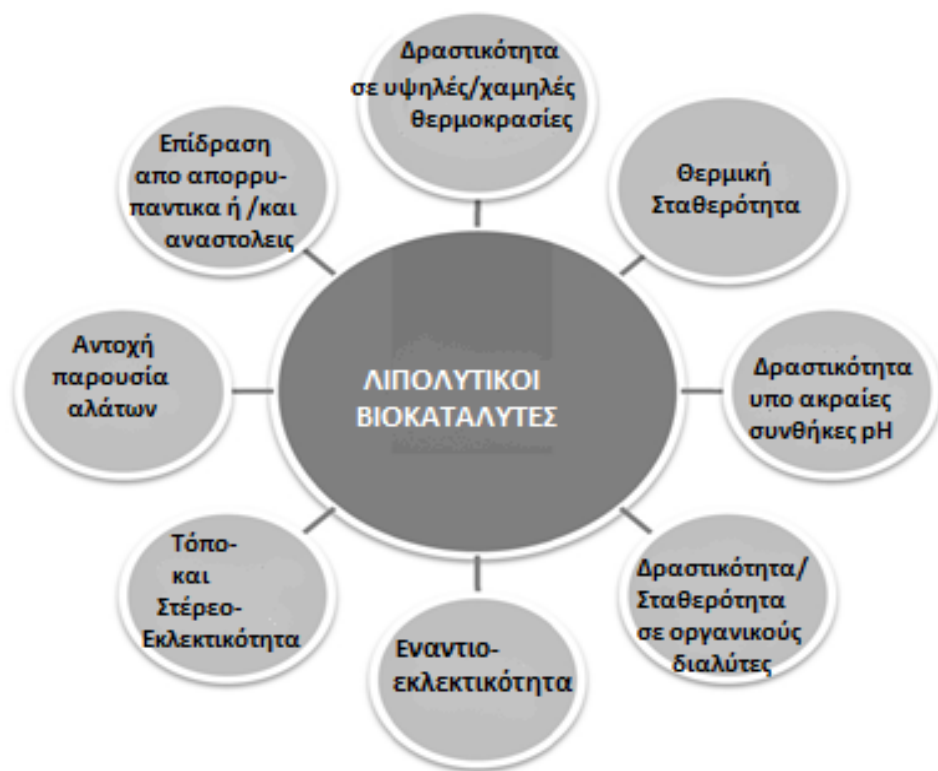 Δραστικότητα
σε υψηλές/χαμηλές
θερμοκρασίες
Θερμική
Σταθερότητα
Δραστικότητα
υπο ακραίες
συνθήκες pH
Δραστικότητα/
Σταθερότητα
σε οργανικούς
διαλύτες
Εναντιο-
εκλεκτικότητα
Τόπο-
και
Στέρεο-
Εκλεκτικότητα
Αντοχή
παρουσία
αλάτων
Επίδραση
απο απορρυ-
παντικα ή /και
αναστολεις
ΛΙΠΟΛΥΤΙΚΟΙ
ΒΙΟΚΑΤΑΛΥΤΕΣ